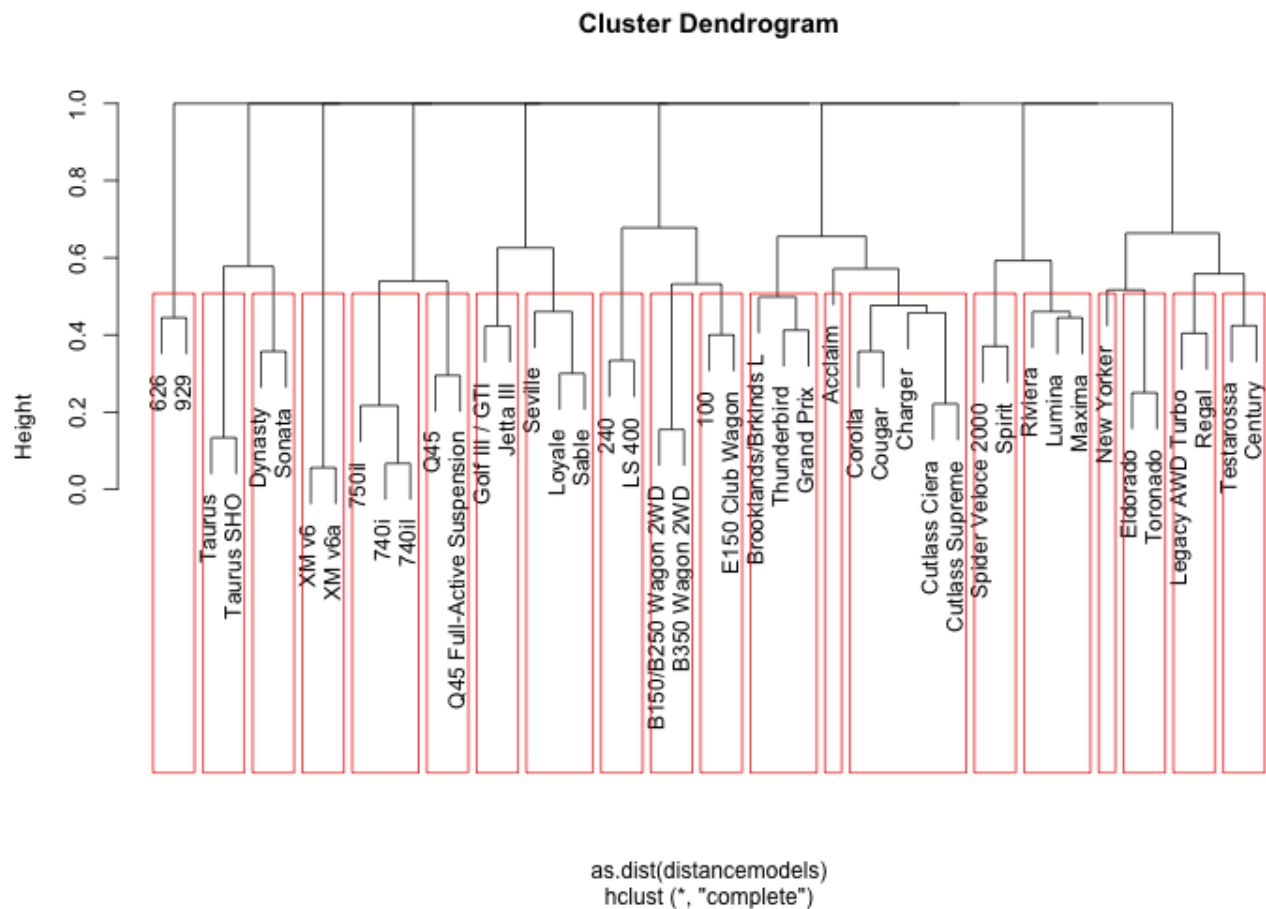 Cluster Dendrogram
Height
1.0
0.8
0.6
0.4
0.2
0.0
626
929
Taurus
Taurus SHO
Dynasty
Sonata
XM v6
XM v6a
750il
740i
740il
Q45
Q45 Full-Active Suspension
Golf III / GTI
Jetta III
Seville
Loyale
Sable
240
LS 400
B150/B250 Wagon 2WD
B350 Wagon 2WD
100
E150 Club Wagon
Brooklands/Brklnds L
Thunderbird
Grand Prix
Acclaim
Corolla
Cougar
Charger
Cutlass Ciera
Cutlass Supreme
Spider Veloce 2000
Spirit
Riviera
Lumina
Maxima
New Yorker
Eldorado
Toronado
Legacy AWD Turbo
Regal
Testarossa
Century
as.dist(distancemodels)
hclust (*, "complete")